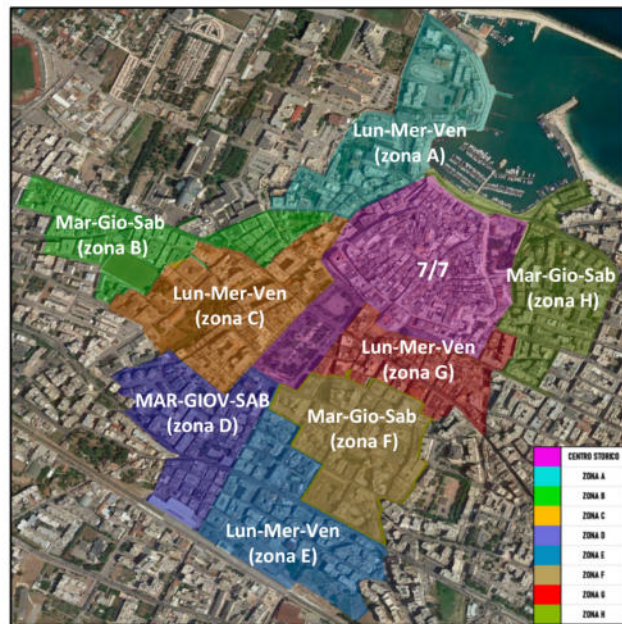 Lun-Mer-Ven
(zona A)
Mar-Gio-Sab
(zona B)
7/7
Mar-Gio-Sab
(zona H)
Lun-Mer-Ven
(zona C)
Lun-Mer-Ven
(zona G)
MAR-GIOV-SAB
(zona D)
Mar-Gio-Sab
(zona F)
Lun-Mer-Ven
(zona E)
CENTRO STORICO
ZONA A
ZONA B
ZONA C
ZONA D
ZONA E
ZONA F
ZONA G
ZONA H